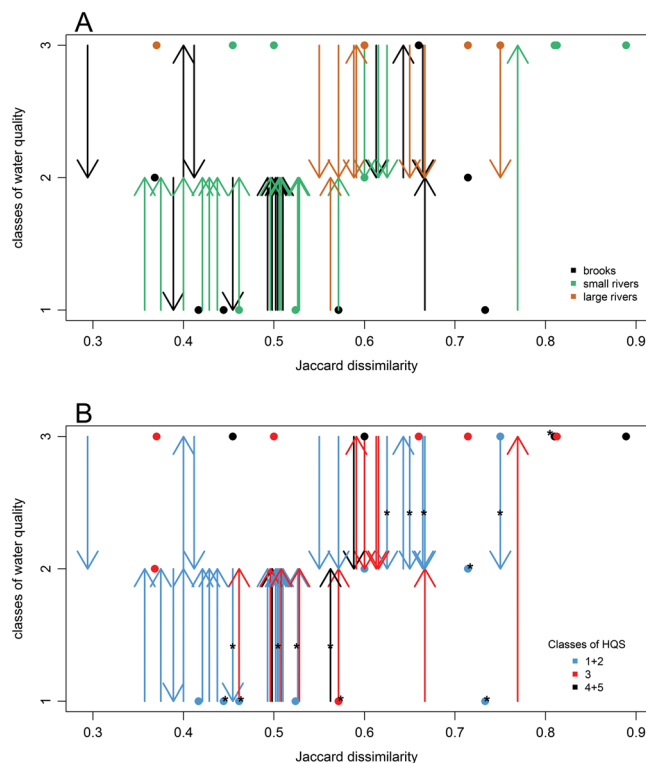 A
3
2
1
classes of water quality
brooks
small rivers
large rivers
0.3 0.4 0.5 0.6 0.7 0.8 0.9
Jaccard dissimilarity
B
3
2
1
classes of water quality
* * * * *
* * * * *
* * * *
Classes of HQS
1+2
3
4+5
0.3 0.4 0.5 0.6 0.7 0.8 0.9
Jaccard dissimilarity